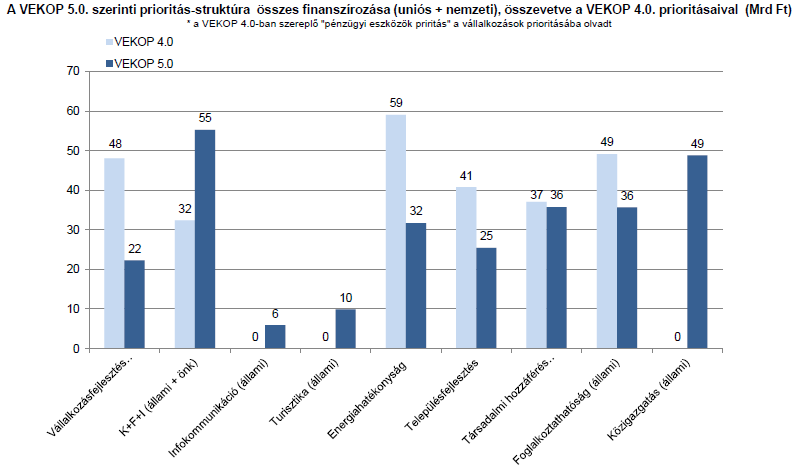 A VEKOP 5.0. szerinti prioritás-struktúra összes finanszírozása (uniós + nemzeti), összevetve a VEKOP 4.0. prioritásaival (Mrd Ft)
* a VEKOP 4.0-ban szereplő "pénzügyi eszközök priritás" a vállalkozások prioritásába olvadt
VEKOP 4.0
VEKOP 5.0
70
60
50
40
30
20
10
0
48
22
32
55
0
6
0
10
59
32
41
25
37
36
49
36
0
49
Vállalkozásfejlesztés..
K+F+I (állami + önk)
Infokommunikáció (állami)
Turisztika (állami)
Energiahatékonyság
Településfejlesztés
Társadalmi hozzáférés..
Foglalkoztathatóság (állami)
Közigazgatás (állami)